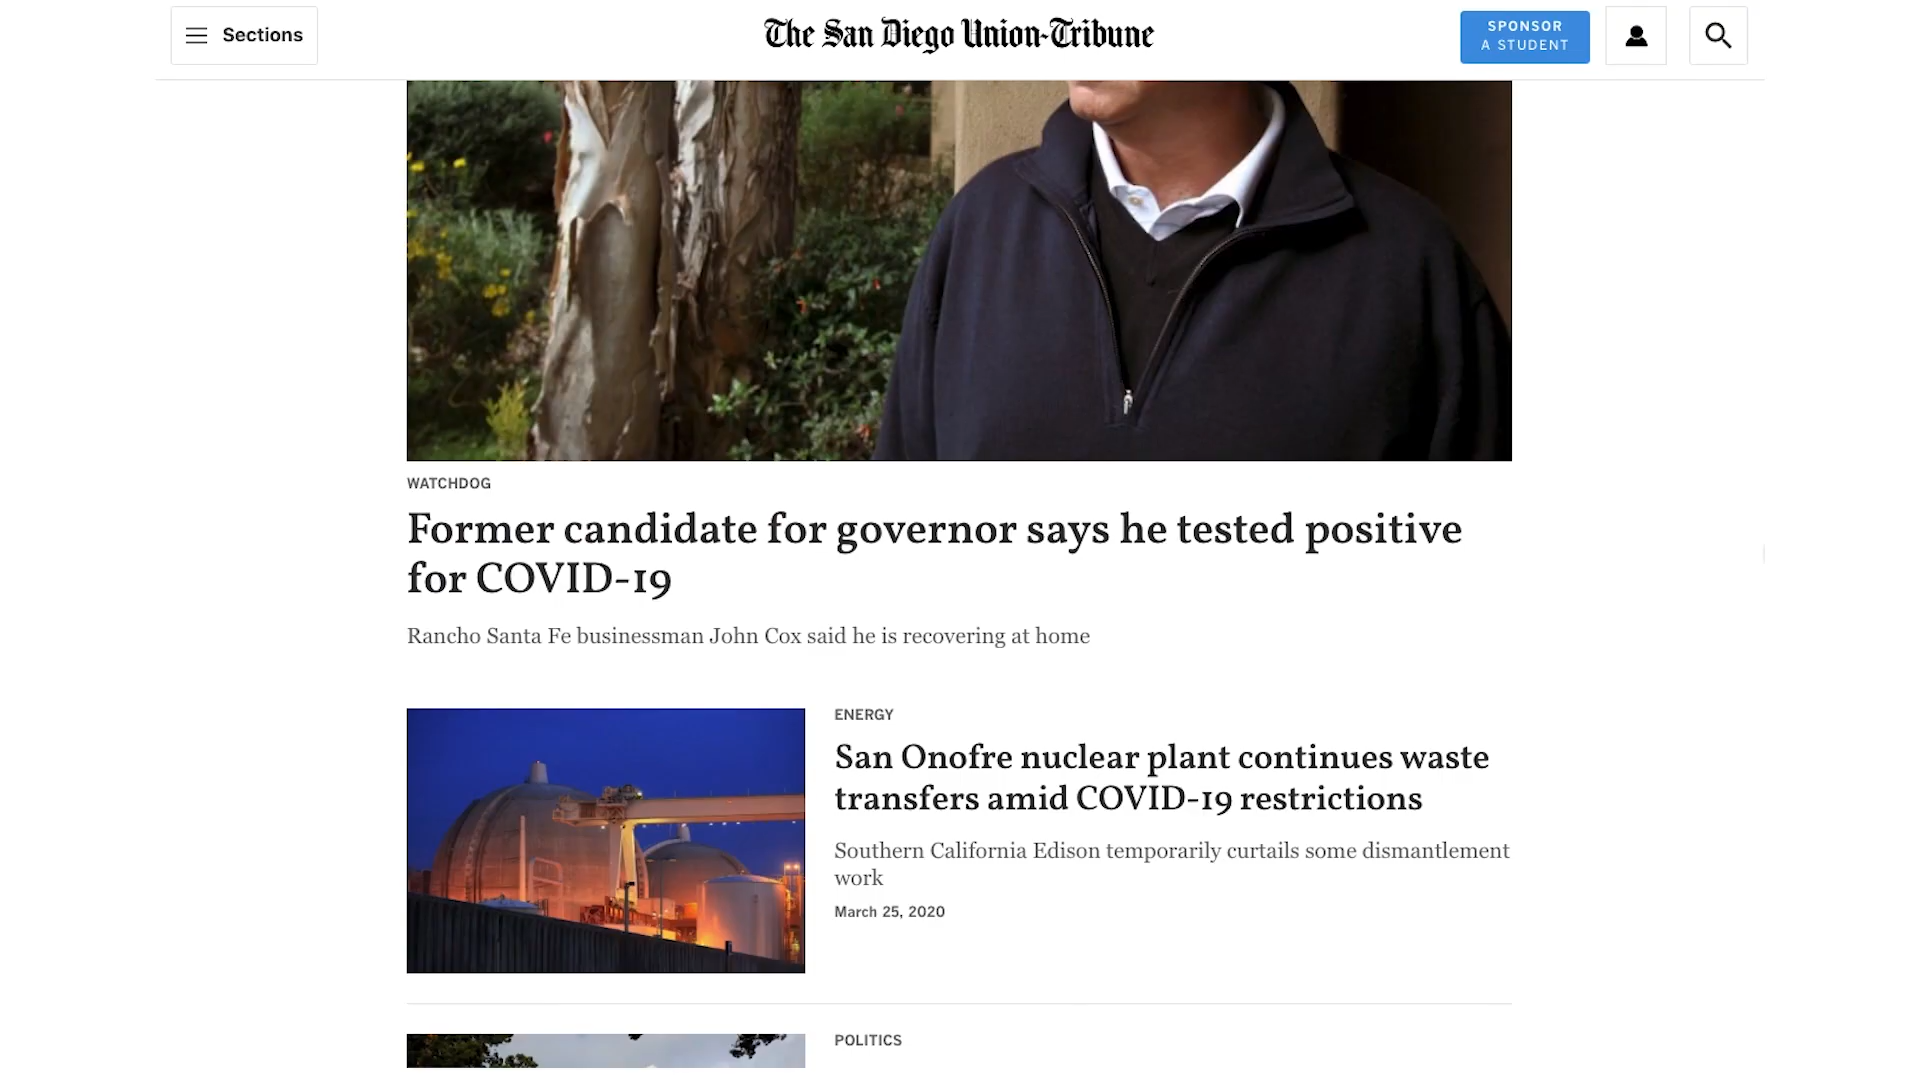 Sections
The San Diego Union-Tribune
SPONSOR
A STUDENT
WATCHDOG
Former candidate for governor says he tested positive
for COVID-19
Rancho Santa Fe businessman John Cox said he is recovering at home
ENERGY
San Onofre nuclear plant continues waste
transfers amid COVID-19 restrictions
Southern California Edison temporarily curtails some dismantlement
work
March 25, 2020
POLITICS